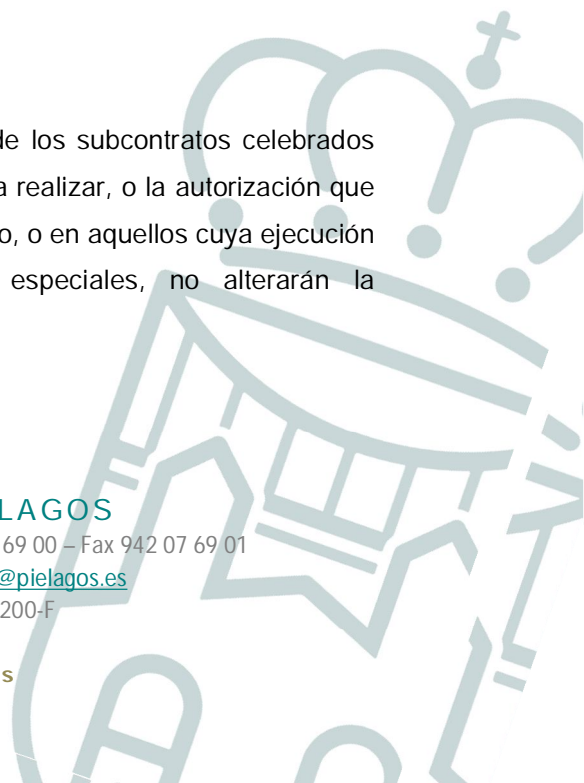 de los subcontratos celebrados
a realizar, o la autorización que
o, o en aquellos cuya ejecución
especiales, no alterarán la
LAGOS
69 00 – Fax 942 07 69 01
@pielagos.es
200-F
s